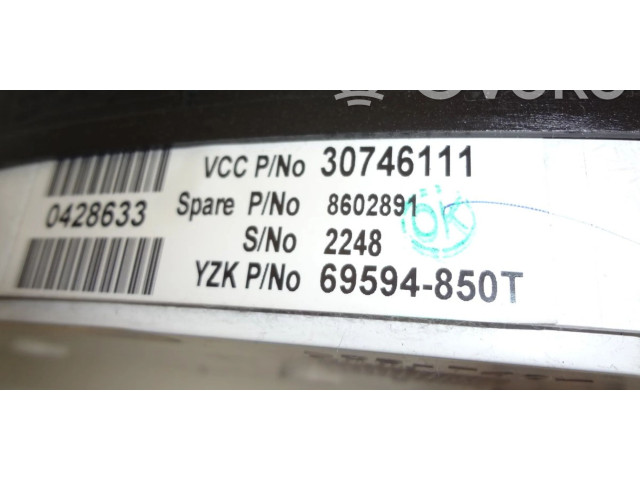 VCC P/No 30746111
0428633
Spare P/No 8602891
OK
S/No 2248
YZK P/No 69594-850T